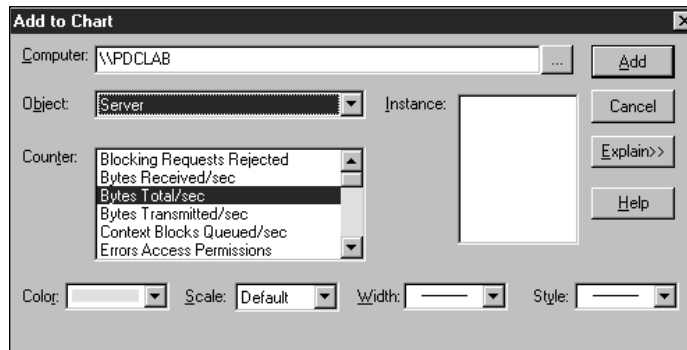 Add to Chart
Computer: \\PDCLAB ... Add
Object: Server Instance: Cancel
Counter: Blocking Requests Rejected Explain>>
Bytes Received/sec
Bytes Total/sec
Bytes Transmitted/sec Help
Context Blocks Queued/sec
Errors Access Permissions
Color: Scale: Default Width: Style: